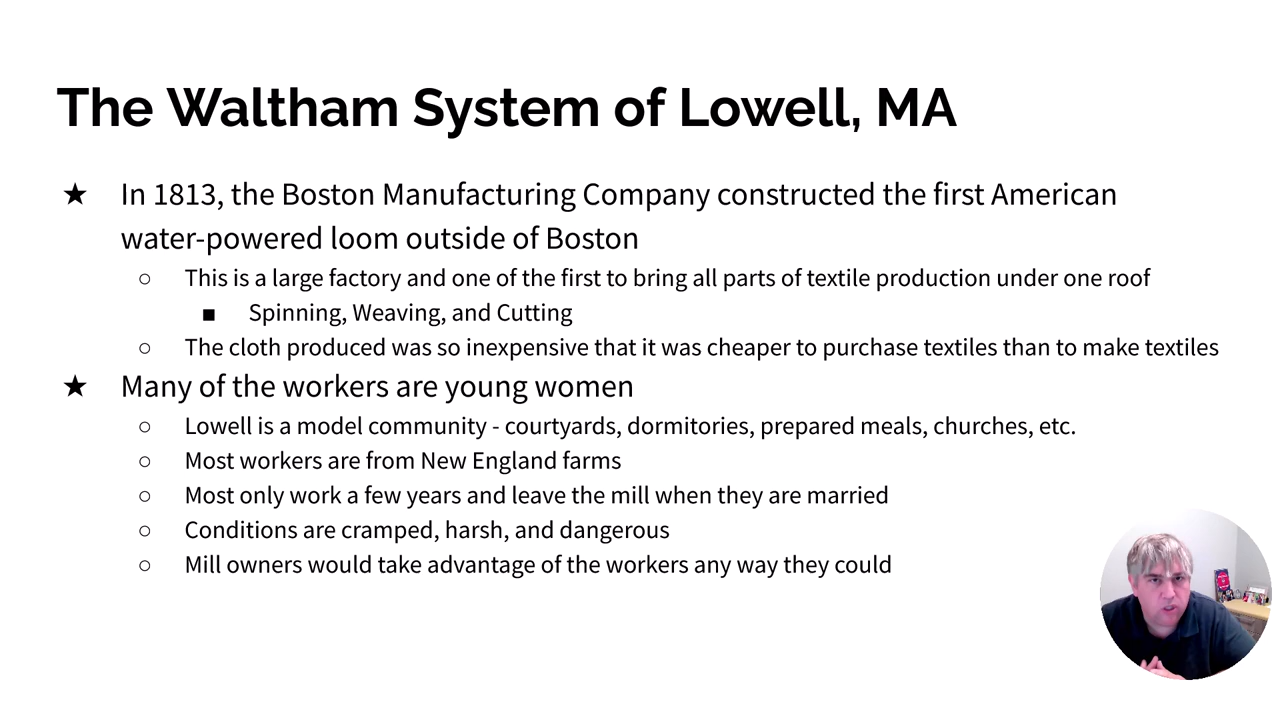 The Waltham System of Lowell, MA
★ In 1813, the Boston Manufacturing Company constructed the first American
water-powered loom outside of Boston
○ This is a large factory and one of the first to bring all parts of textile production under one roof
■ Spinning, Weaving, and Cutting
○ The cloth produced was so inexpensive that it was cheaper to purchase textiles than to make textiles
★ Many of the workers are young women
○ Lowell is a model community - courtyards, dormitories, prepared meals, churches, etc.
○ Most workers are from New England farms
○ Most only work a few years and leave the mill when they are married
○ Conditions are cramped, harsh, and dangerous
○ Mill owners would take advantage of the workers any way they could